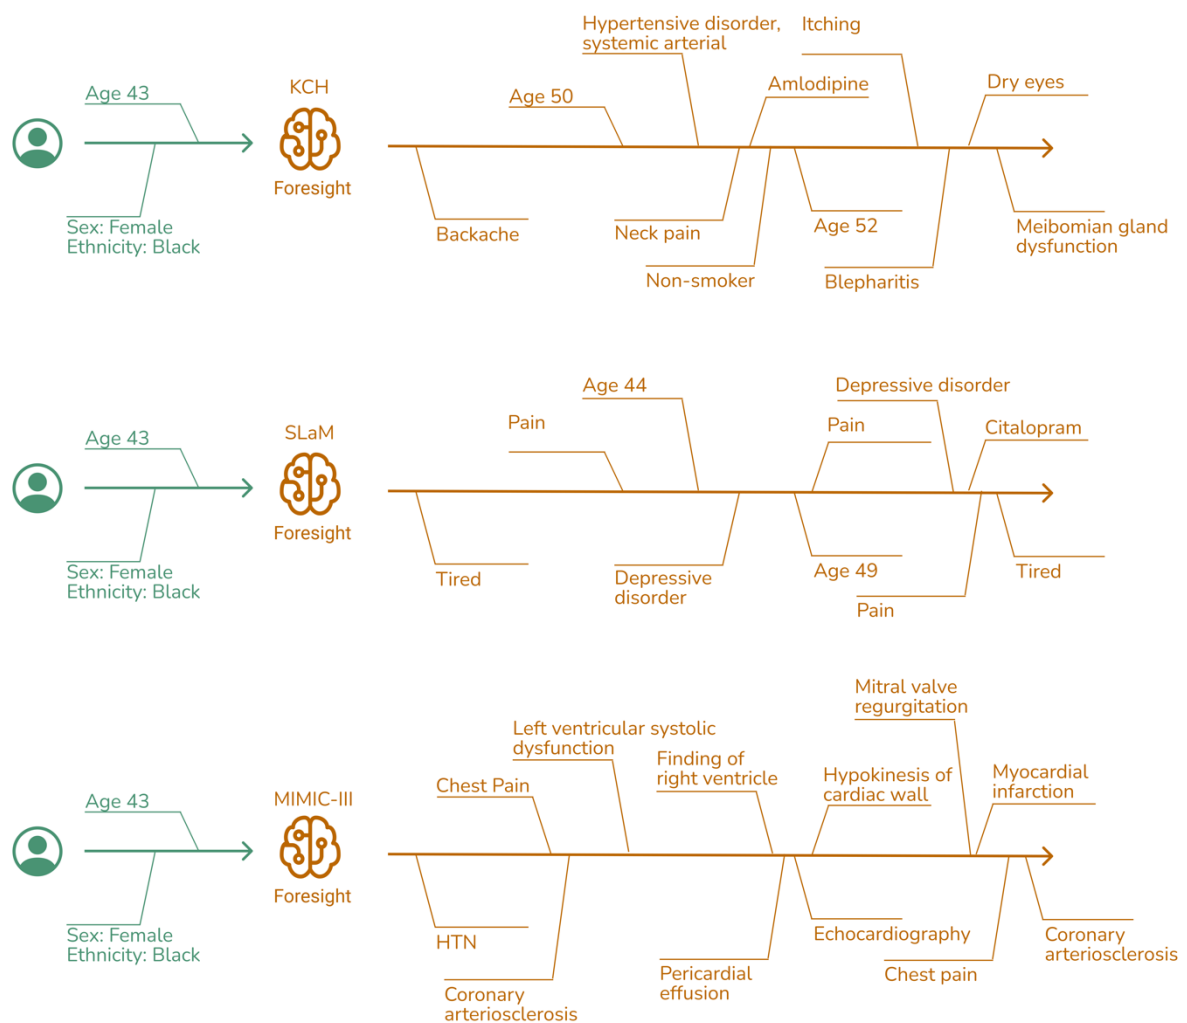 Hypertensive disorder,
systemic arterial
Itching
KCH
Age 43
Age 50
Amlodipine
Dry eyes
Foresight
Sex: Female
Ethnicity: Black
Backache
Neck pain
Age 52
Meibomian gland
dysfunction
Non-smoker
Blepharitis
Age 44
Depressive disorder
SLaM
Age 43
Pain
Pain
Citalopram
Foresight
Sex: Female
Ethnicity: Black
Tired
Depressive
disorder
Age 49
Tired
Pain
Mitral valve
regurgitation
Left ventricular systolic
dysfunction
Finding of
right ventricle
MIMIC-III
Age 43
Chest Pain
Hypokinesis of
cardiac wall
Myocardial
infarction
Foresight
Sex: Female
Ethnicity: Black
HTN
Echocardiography
Coronary
arteriosclerosis
Pericardial
effusion
Chest pain
Coronary
arteriosclerosis